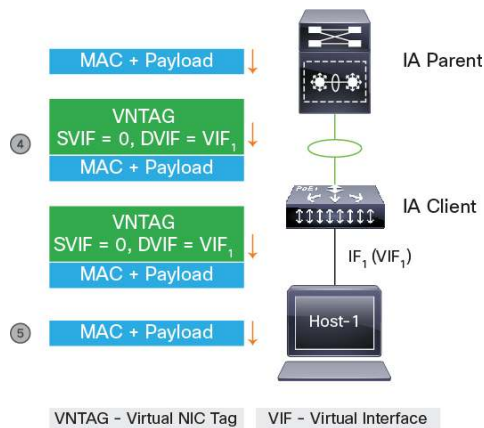 MAC + Payload
IA Parent
4
VNTAG
SVIF = 0, DVIF = VIF₁
MAC + Payload
PoE+
IA Client
VNTAG
SVIF = 0, DVIF = VIF₁
MAC + Payload
IF₁ (VIF₁)
5
MAC + Payload
Host-1
VNTAG - Virtual NIC Tag
VIF - Virtual Interface